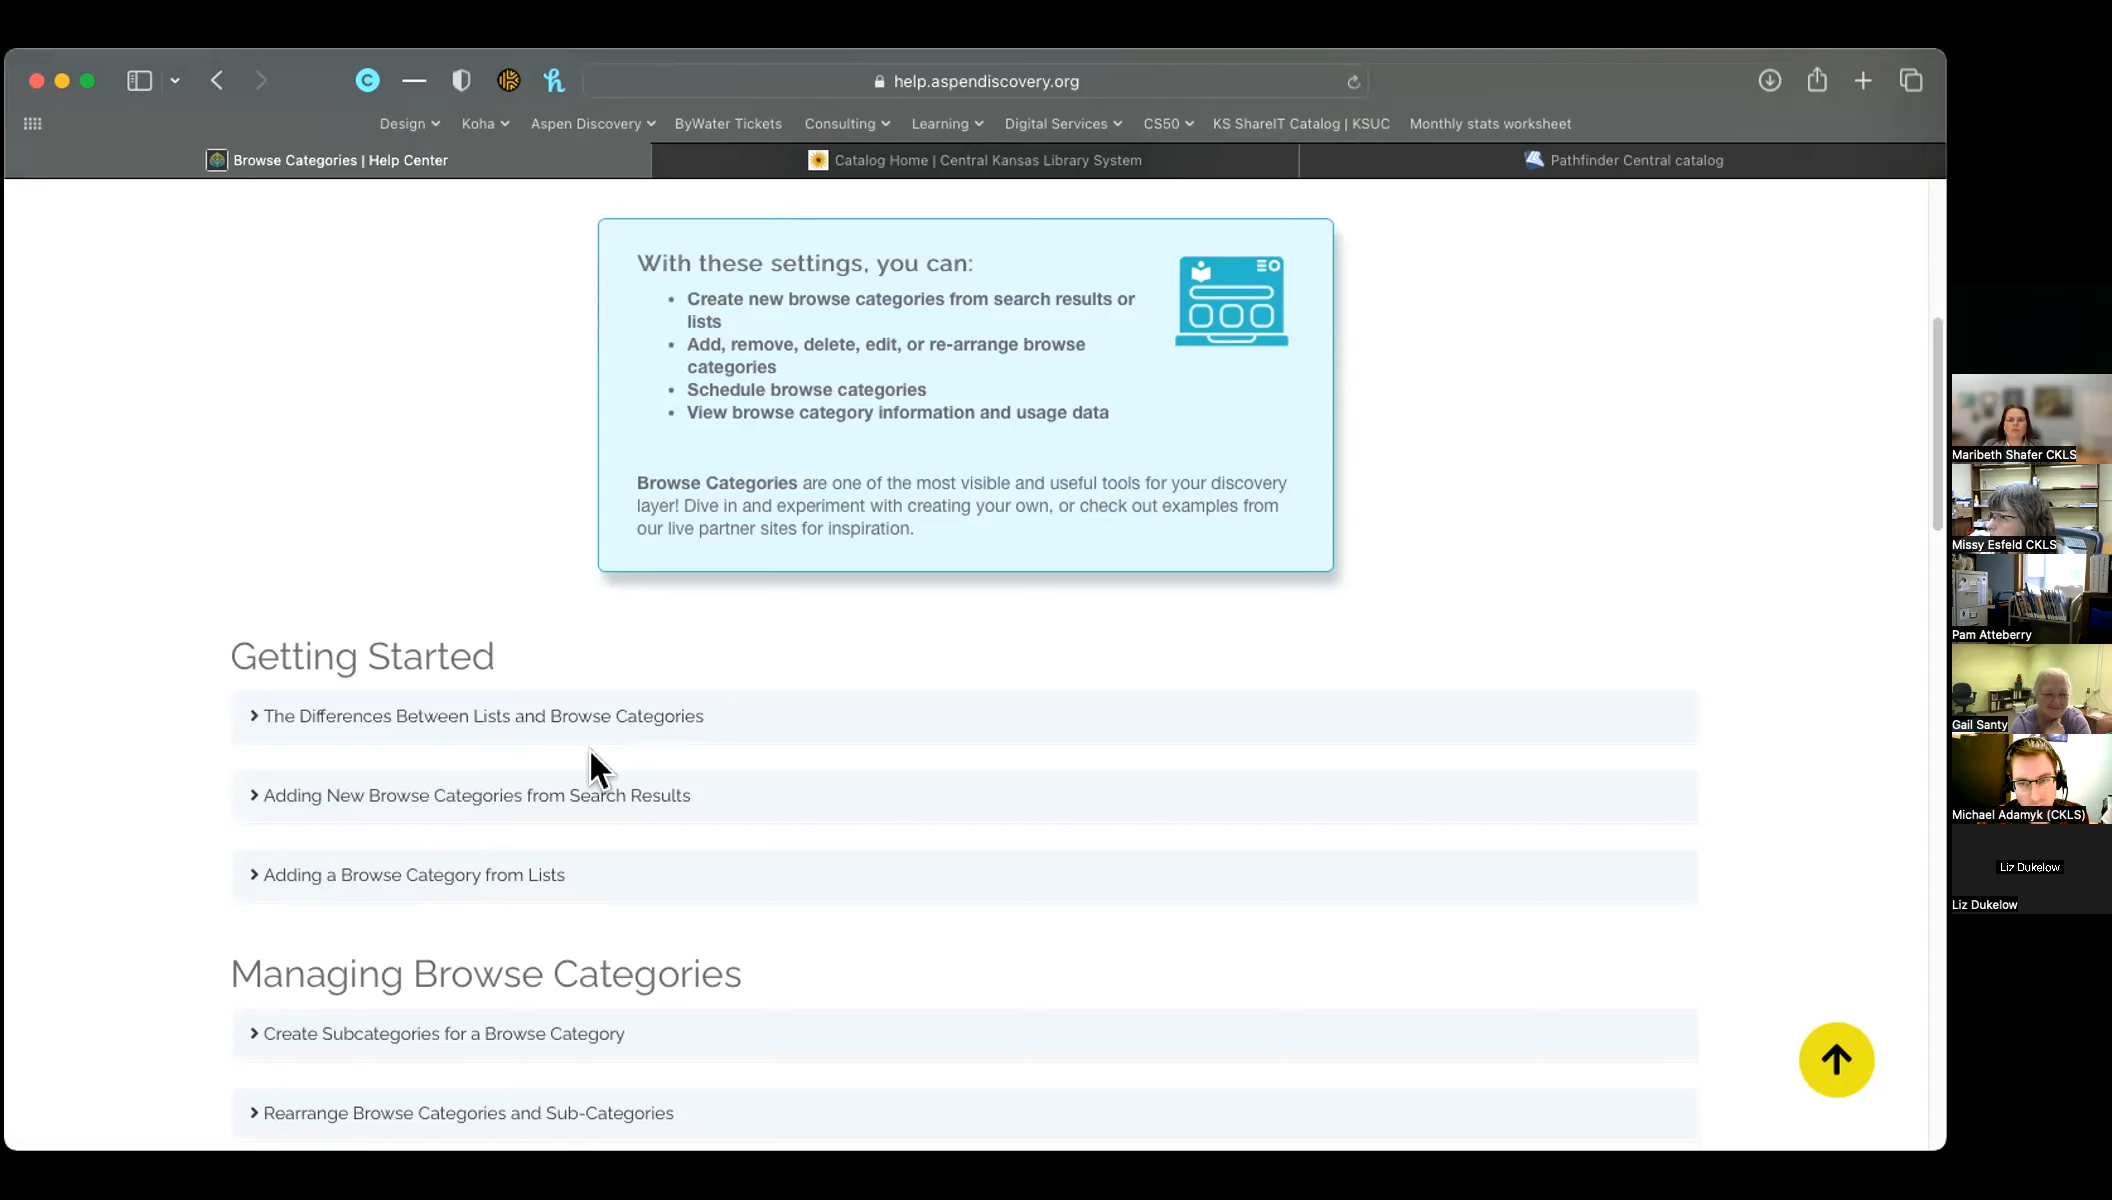 help.aspendiscovery.org
Design Koha Aspen Discovery ByWater Tickets Consulting Learning Digital Services CS50 KS ShareIT Catalog | KSUC Monthly stats worksheet
Browse Categories | Help Center
Catalog Home | Central Kansas Library System
Pathfinder Central catalog
With these settings, you can:
• Create new browse categories from search results or
lists
• Add, remove, delete, edit, or re-arrange browse
categories
• Schedule browse categories
• View browse category information and usage data
Browse Categories are one of the most visible and useful tools for your discovery
layer! Dive in and experiment with creating your own, or check out examples from
our live partner sites for inspiration.
Getting Started
The Differences Between Lists and Browse Categories
Adding New Browse Categories from Search Results
Adding a Browse Category from Lists
Managing Browse Categories
Create Subcategories for a Browse Category
Rearrange Browse Categories and Sub-Categories
Maribeth Shafer CKLS
Missy Esfeld CKLS
Pam Atteberry
Gail Santy
Michael Adamyk (CKLS)
Liz Dukelow
Liz Dukelow